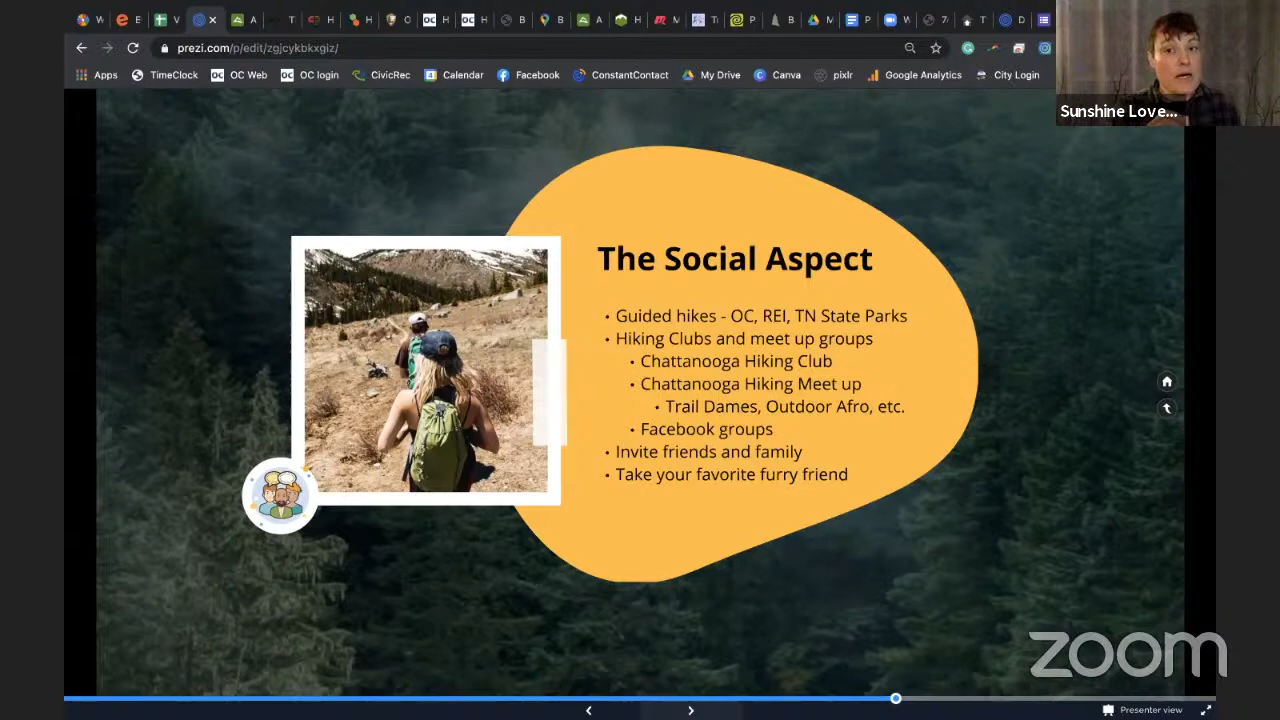 W
E
V
A
T
H
H
C
OC H
OC H
B
B
A
H
M
T
P
B
M
P
W
7
T
D
prezi.com/p/edit/zgjcykbkxgiz/
Apps
TimeClock
OC Web
OC login
CivicRec
Calendar
Facebook
ConstantContact
My Drive
Canva
pixlr
Google Analytics
City Login
Sunshine Love...
The Social Aspect
• Guided hikes - OC, REI, TN State Parks
• Hiking Clubs and meet up groups
• Chattanooga Hiking Club
• Chattanooga Hiking Meet up
• Trail Dames, Outdoor Afro, etc.
• Facebook groups
• Invite friends and family
• Take your favorite furry friend
zoom
Presenter view